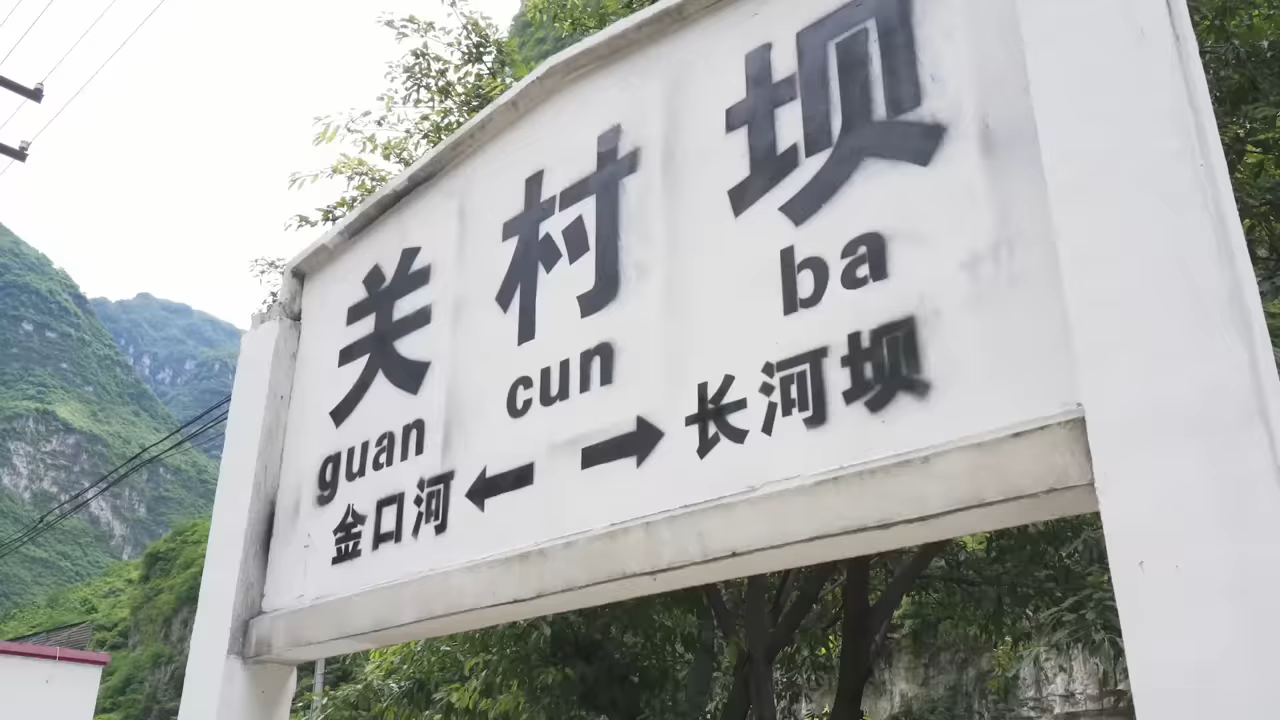 关村坝
guan cun ba
金口河 ← → 长河坝